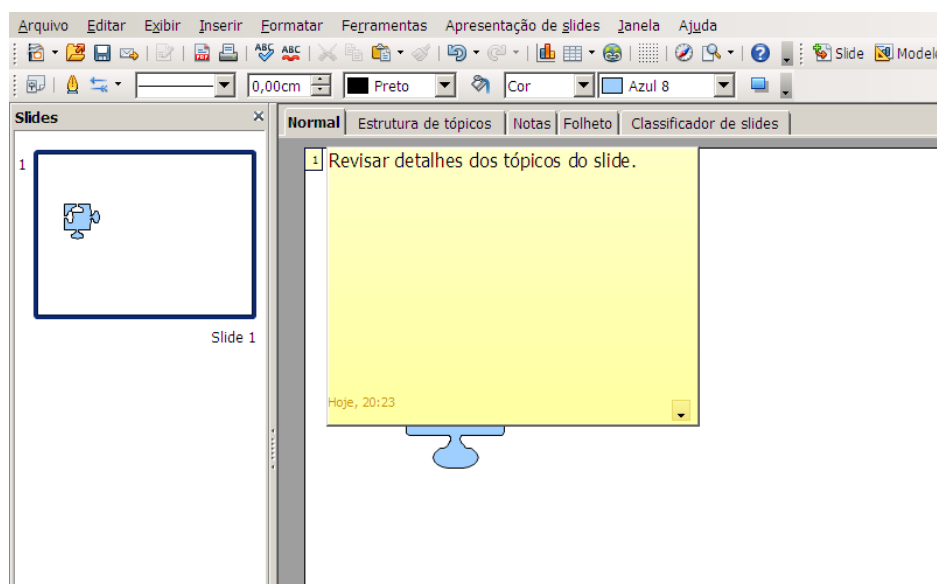 Arquivo Editar Exibir Inserir Formatar Ferramentas Apresentação de slides Janela Ajuda
ABC ABC Slide
0,00cm Preto Cor Azul 8
Slides
Normal Estrutura de tópicos Notas Folheto Classificador de slides
1
1 Revisar detalhes dos tópicos do slide.
Slide 1
Hoje, 20:23